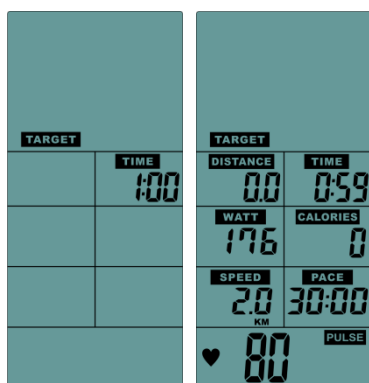 TARGET
TIME
1:00
TARGET
DISTANCE TIME
0.0 0:59
WATT CALORIES
176 0
SPEED PACE
2.0 30:00
KM
PULSE
80